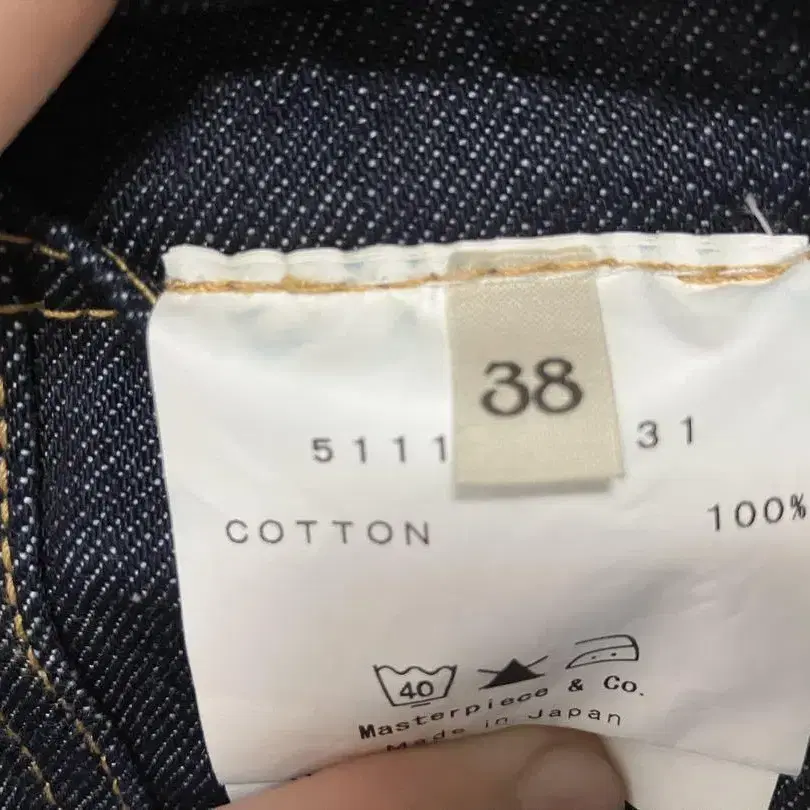 38
5111 31
COTTON 100%
40
Masterpiece & Co.
Made in Japan